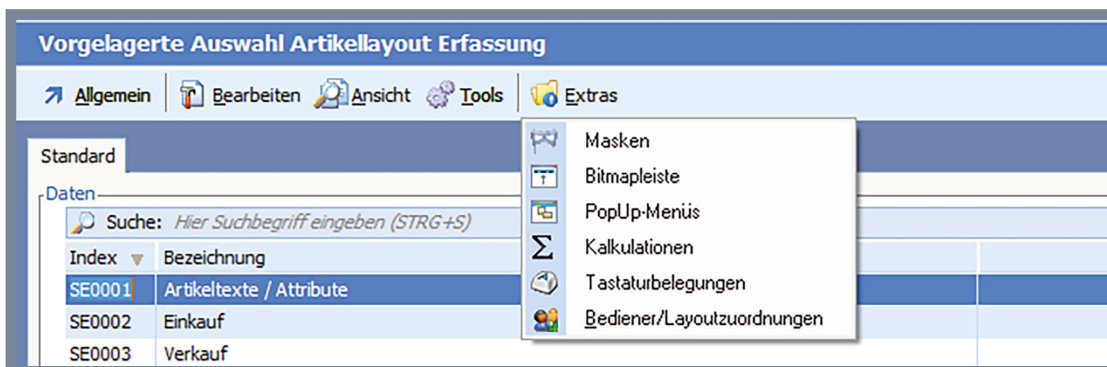 Vorgelagerte Auswahl Artikellayout Erfassung
Allgemein Bearbeiten Ansicht Tools Extras
Masken
Bitmapleiste
PopUp-Menüs
Kalkulationen
Tastaturbelegungen
Bediener/Layoutzuordnungen
Standard
Daten
Suche: Hier Suchbegriff eingeben (STRG+S)
Index Bezeichnung
SE0001 Artikeltexte / Attribute
SE0002 Einkauf
SE0003 Verkauf